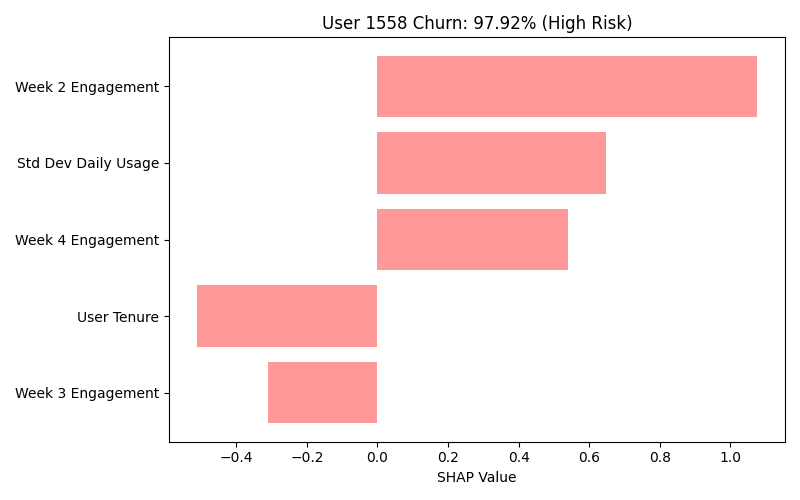 User 1558 Churn: 97.92% (High Risk)
Week 2 Engagement
Std Dev Daily Usage
Week 4 Engagement
User Tenure
Week 3 Engagement
−0.4 −0.2 0.0 0.2 0.4 0.6 0.8 1.0
SHAP Value